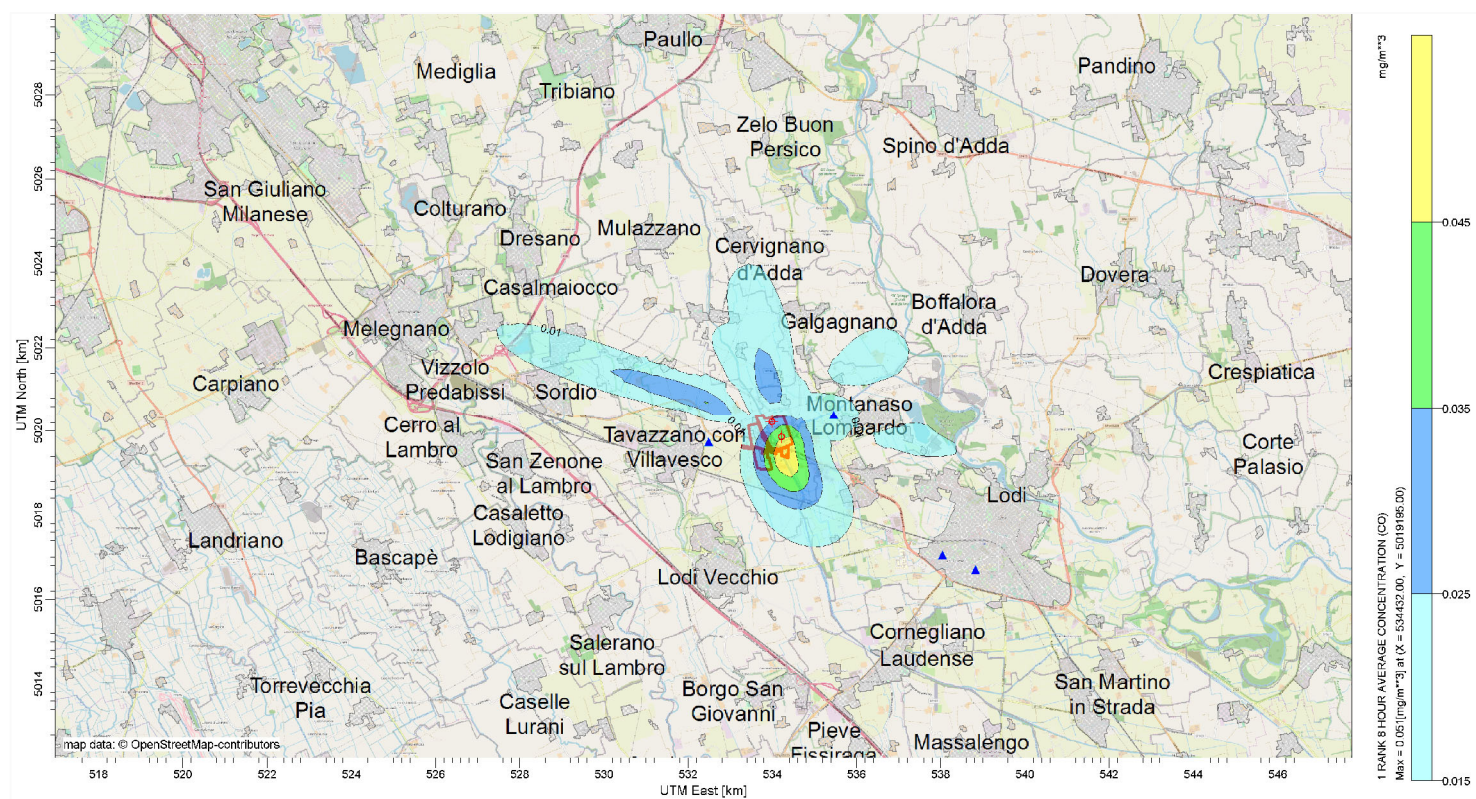 Paullo
Mediglia
Pandino
Tribiano
Zelo Buon
Persico
Spino d'Adda
San Giuliano
Milanese
Colturano
Mulazzano
Dresano
Cervignano
d'Adda
Dovera
Casalmaiocco
Galgagnano
Boffalora
d'Adda
Melegnano
0.01
Vizzolo
Predabissi
Carpiano
Sordio
Crespiatica
Montanaso
Lombardo
Cerro al
Lambro
Tavazzano con
Villavesco
Corte
Palasio
San Zenone
al Lambro
Lodi
Casaletto
Lodigiano
Landriano
Bascapè
Lodi Vecchio
Cornegliano
Laudense
Salerano
sul Lambro
Torrevecchia
Pia
Caselle
Lurani
Borgo San
Giovanni
San Martino
in Strada
Pieve
Fissiraga
Massalengo
map data: © OpenStreetMap-contributors
UTM North [km]
5028
5026
5024
5022
5020
5018
5016
5014
518 520 522 524 526 528 530 532 534 536 538 540 542 544 546
UTM East [km]
1 RANK 8 HOUR AVERAGE CONCENTRATION (CO)
Max = 0.051[mg/m**3] at (X = 534432.00, Y = 5019195.00)
mg/m**3
0.045
0.035
0.025
0.015